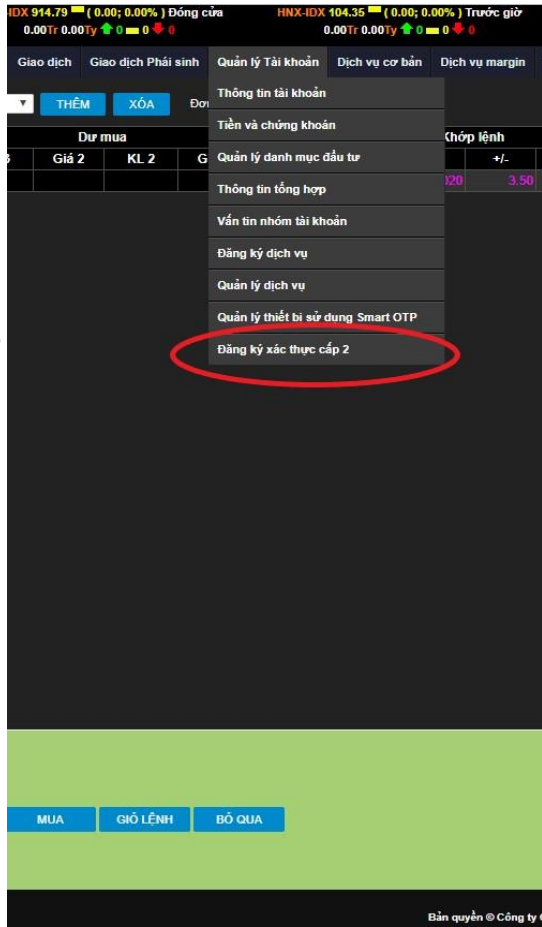 IDX 914.79 ( 0.00; 0.00% ) Đóng cửa HNX-IDX 104.35 ( 0.00; 0.00% ) Trước giờ
0.00Tr 0.00Tỷ 0 0 0 0.00Tr 0.00Tỷ 0 0 0
Giao dịch Giao dịch Phái sinh Quản lý Tài khoản Dịch vụ cơ bản Dịch vụ margin
THÊM XÓA Đơ
Thông tin tài khoản
Tiền và chứng khoán
Quản lý danh mục đầu tư
Thông tin tổng hợp
Vấn tin nhóm tài khoản
Đăng ký dịch vụ
Quản lý dịch vụ
Quản lý thiết bị sử dụng Smart OTP
Đăng ký xác thực cấp 2
Dư mua Khớp lệnh
Giá 2 KL 2 G +/-
020 3.50
MUA GIỎ LỆNH BỎ QUA
Bản quyền © Công ty